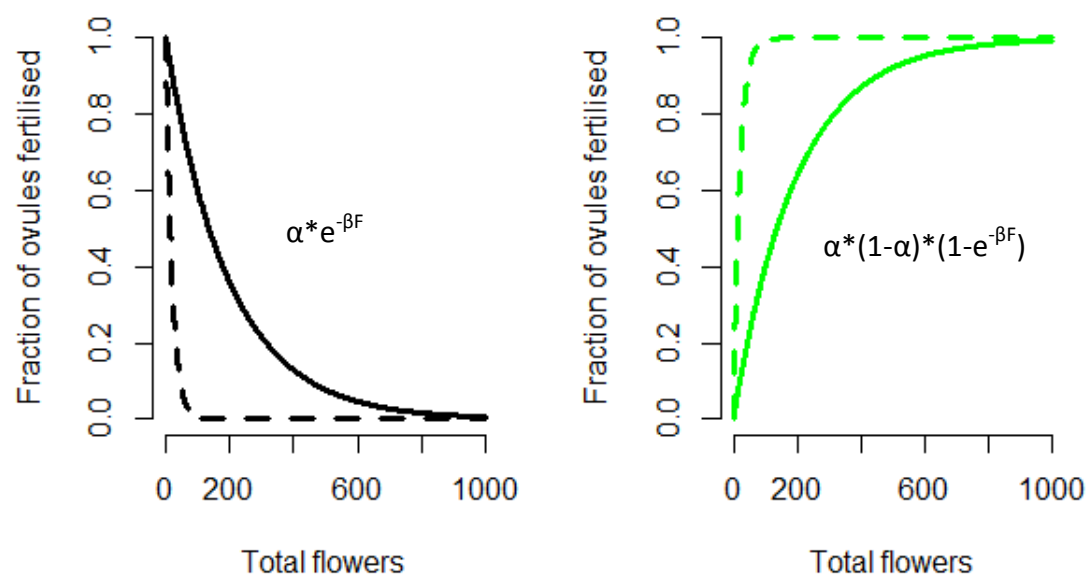 Fraction of ovules fertilised
1.0
0.8
0.6
0.4
0.2
0.0
α*e^-βF
0 200 600 1000
Total flowers
Fraction of ovules fertilised
1.0
0.8
0.6
0.4
0.2
0.0
α*(1-α)*(1-e^-βF)
0 200 600 1000
Total flowers